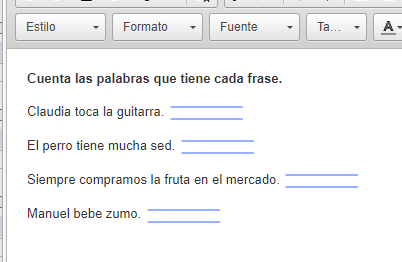 Estilo Formato Fuente Ta... A
Cuenta las palabras que tiene cada frase.
Claudia toca la guitarra.
El perro tiene mucha sed.
Siempre compramos la fruta en el mercado.
Manuel bebe zumo.